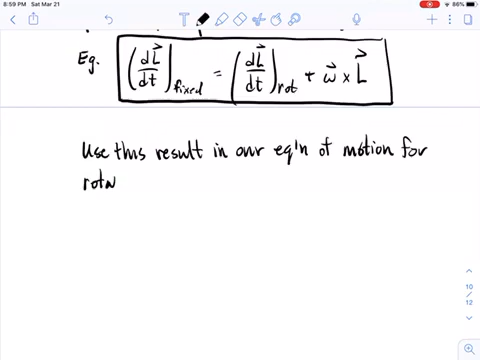 8:59 PM Sat Mar 21
86%
Eg. (dL⃗/dt)fixed = (dL⃗/dt)rot + ω⃗ × L⃗
Use this result in our eq'n of motion for
rota
10
/
12